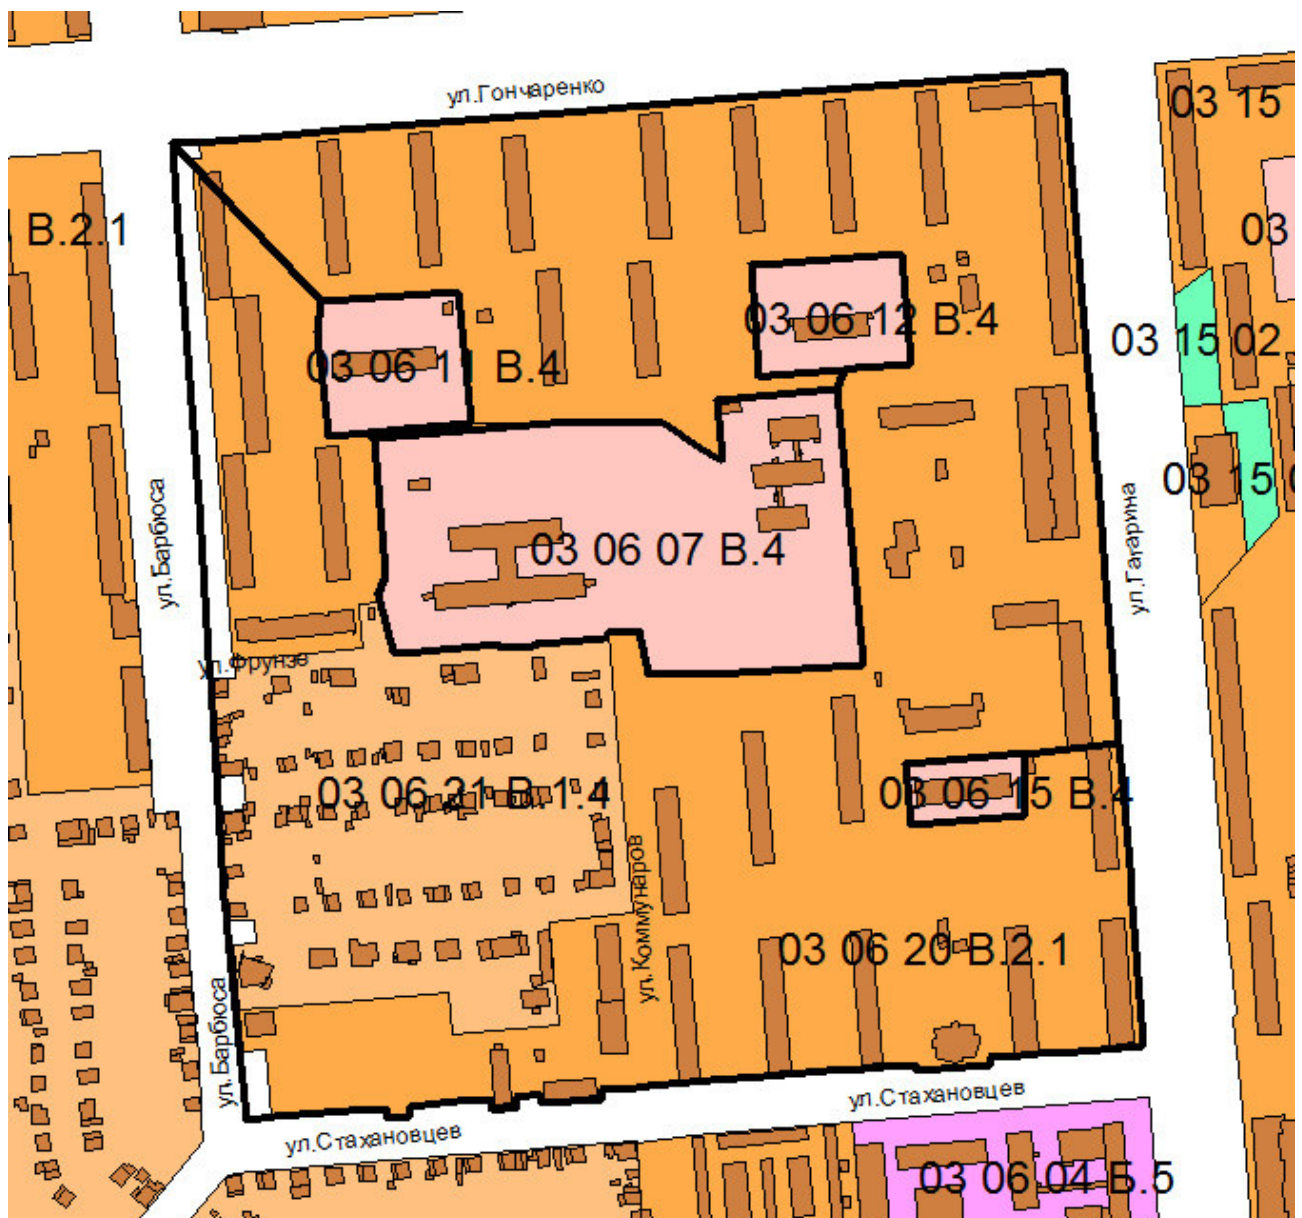 ул.Гончаренко
03 15
В.2.1
03
03 06 12 В.4
03 15 02
03 06 11 В.4
03 15 0
ул.Барбюса
ул.Гагарина
03 06 07 В.4
ул.Фрунзе
03 06 21 В.1.4
03 06 15 В.4
ул.Коммунаров
03 06 20 В.2.1
ул.Барбюса
ул.Стахановцев
ул.Стахановцев
03 06 04 Б.5